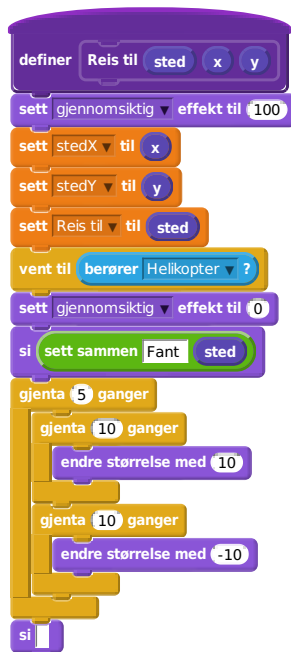 definer Reis til sted x y
sett gjennomsiktig effekt til 100
sett stedX til x
sett stedY til y
sett Reis til til sted
vent til berører Helikopter ?
sett gjennomsiktig effekt til 0
si sett sammen Fant sted
gjenta 5 ganger
gjenta 10 ganger
endre størrelse med 10
gjenta 10 ganger
endre størrelse med -10
si